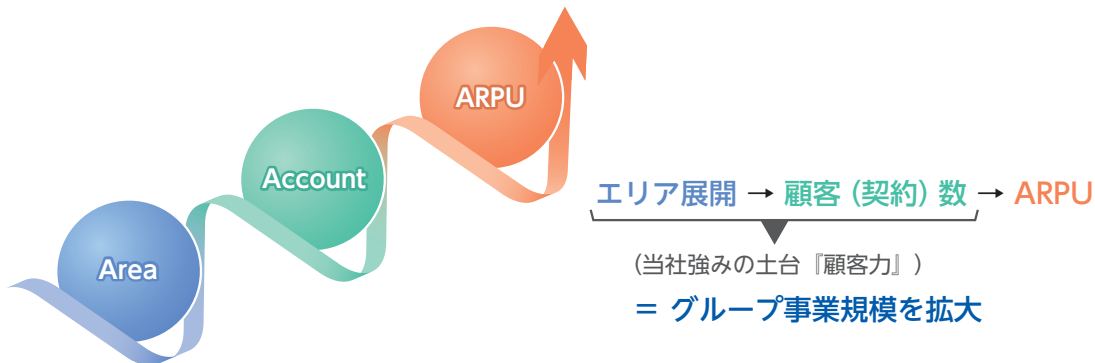 ARPU
Account
Area
エリア展開 → 顧客（契約）数 → ARPU
（当社強みの土台『顧客力』）
＝ グループ事業規模を拡大